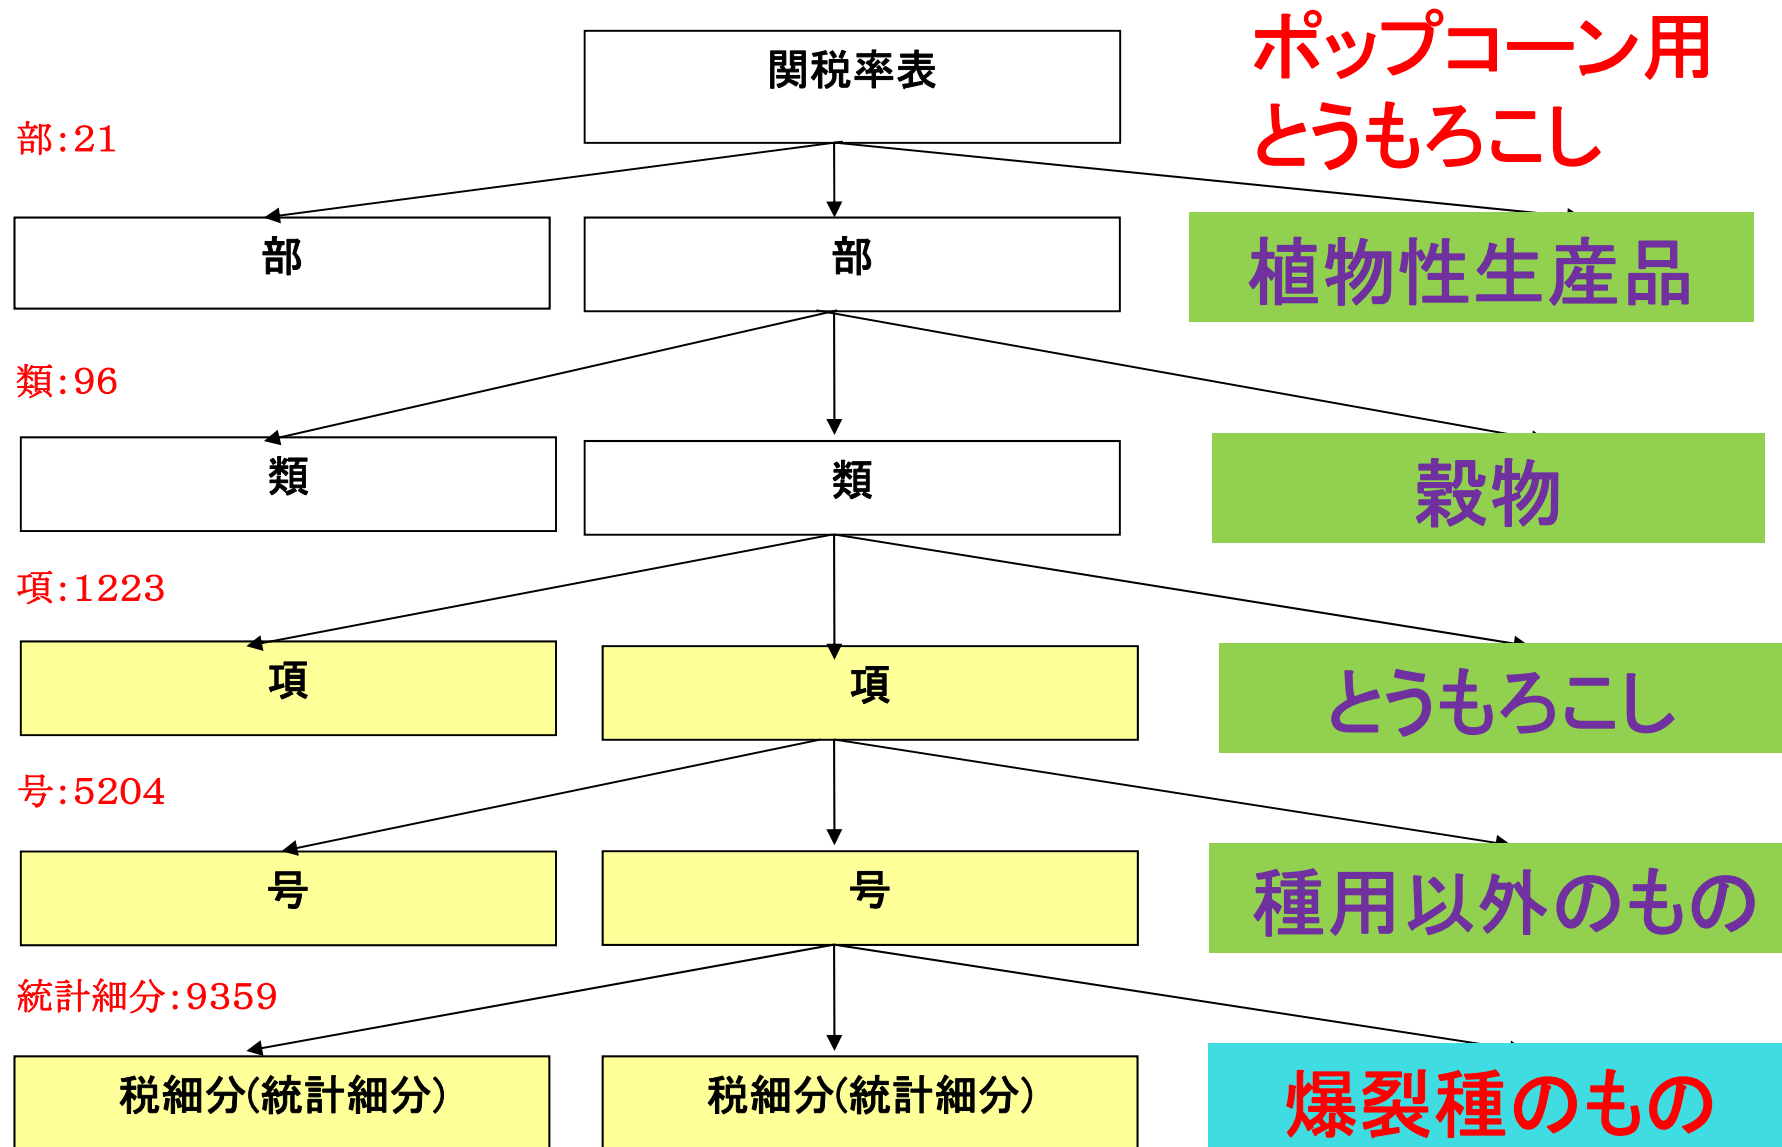 関税率表
ポップコーン用
とうもろこし
部:21
部
部
植物性生産品
類:96
類
類
穀物
項:1223
項
項
とうもろこし
号:5204
号
号
種用以外のもの
統計細分:9359
税細分(統計細分)
税細分(統計細分)
爆裂種のもの